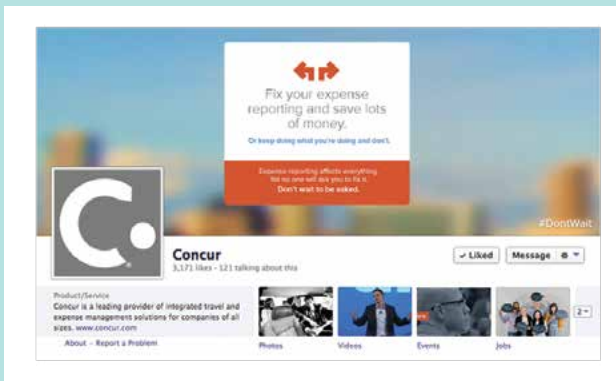 Fix your expense
reporting and save lots
of money.
Or keep doing what you're doing and don't.
Expense reporting affects everything
Yet no one will ask you to fix it.
Don't wait to be asked.
#DontWait
C.
Concur
3,171 likes · 121 talking about this
✓ Liked
Message
Product/Service
Concur is a leading provider of integrated travel and
expense management solutions for companies of all
sizes. www.concur.com
About – Report a Problem
Photos
Videos
Events
Jobs
2